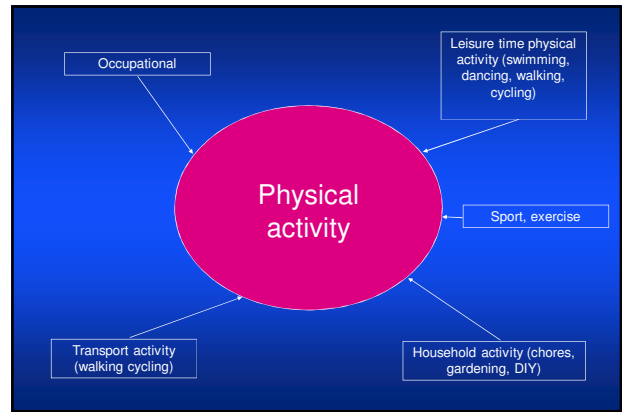 Occupational
Leisure time physical
activity (swimming,
dancing, walking,
cycling)
Physical
activity
Sport, exercise
Transport activity
(walking cycling)
Household activity (chores,
gardening, DIY)